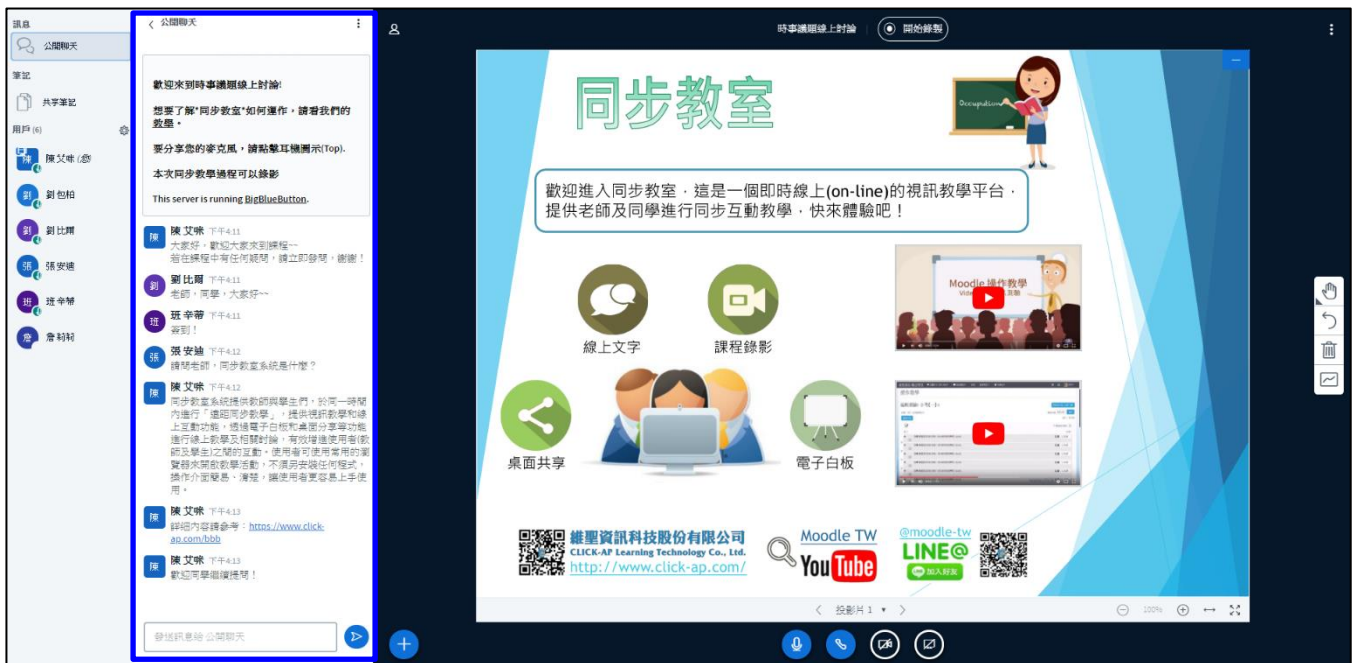 訊息
公開聊天
筆記
共享筆記
用戶 (6)
陳 陳艾咪 (您
劉 劉包柏
劉 劉比爾
張 張安迪
班 班辛蒂
詹 詹莉莉
公開聊天
歡迎來到時事議題線上討論!
想要了解"同步教室"如何運作，請看我們的
教學。
要分享您的麥克風，請點擊耳機圖示(Top).
本次同步教學過程可以錄影
This server is running BigBlueButton.
陳 陳 艾咪 下午4:11
大家好，歡迎大家來到課程~~
若在課程中有任何疑問，請立即發問，謝謝！
劉 劉 比爾 下午4:11
老師，同學，大家好~~
班 班 辛蒂 下午4:11
簽到！
張 張 安迪 下午4:12
請問老師，同步教室系統是什麼？
陳 陳 艾咪 下午4:12
同步教室系統提供教師與學生們，於同一時間
內進行「遠距同步教學」，提供視訊教學和線
上互動功能，透過電子白板和桌面分享等功能
進行線上教學及相關討論，有效增進使用者(教
師及學生)之間的互動。使用者可使用常用的瀏
覽器來開啟教學活動，不須另安裝任何程式，
操作介面簡易、清楚，讓使用者更容易上手使
用。
陳 陳 艾咪 下午4:13
詳細內容請參考：https://www.click-
ap.com/bbb
陳 陳 艾咪 下午4:13
歡迎同學繼續提問！
發送訊息給 公開聊天
時事議題線上討論
開始錄製
同步教室
Occupation
歡迎進入同步教室，這是一個即時線上(on-line)的視訊教學平台，
提供老師及同學進行同步互動教學，快來體驗吧！
線上文字
課程錄影
Moodle 操作教學
桌面共享
電子白板
維聖資訊科技股份有限公司
CLICK-AP Learning Technology Co., Ltd.
http://www.click-ap.com/
Moodle TW
YouTube
@moodle-tw
LINE@
加入好友
投影片 1
100%